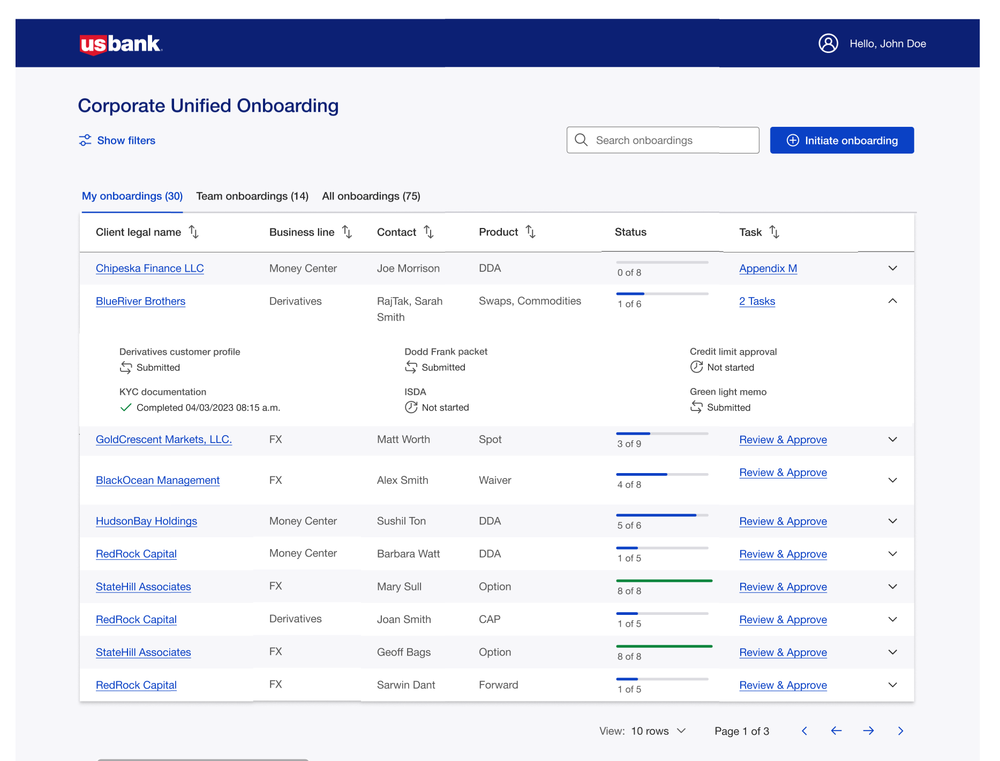 usbank
Hello, John Doe
Corporate Unified Onboarding
Show filters
Search onboardings
Initiate onboarding
My onboardings (30)
Team onboardings (14)
All onboardings (75)
Client legal name
Business line
Contact
Product
Status
Task
Chipeska Finance LLC
Money Center
Joe Morrison
DDA
0 of 8
Appendix M
BlueRiver Brothers
Derivatives
RajTak, Sarah
Smith
Swaps, Commodities
1 of 6
2 Tasks
Derivatives customer profile
Submitted
Dodd Frank packet
Submitted
Credit limit approval
Not started
KYC documentation
Completed 04/03/2023 08:15 a.m.
ISDA
Not started
Green light memo
Submitted
GoldCrescent Markets, LLC.
FX
Matt Worth
Spot
3 of 9
Review & Approve
BlackOcean Management
FX
Alex Smith
Waiver
4 of 8
Review & Approve
HudsonBay Holdings
Money Center
Sushil Ton
DDA
5 of 6
Review & Approve
RedRock Capital
Money Center
Barbara Watt
DDA
1 of 5
Review & Approve
StateHill Associates
FX
Mary Sull
Option
8 of 8
Review & Approve
RedRock Capital
Derivatives
Joan Smith
CAP
1 of 5
Review & Approve
StateHill Associates
FX
Geoff Bags
Option
8 of 8
Review & Approve
RedRock Capital
FX
Sarwin Dant
Forward
1 of 5
Review & Approve
View: 10 rows
Page 1 of 3